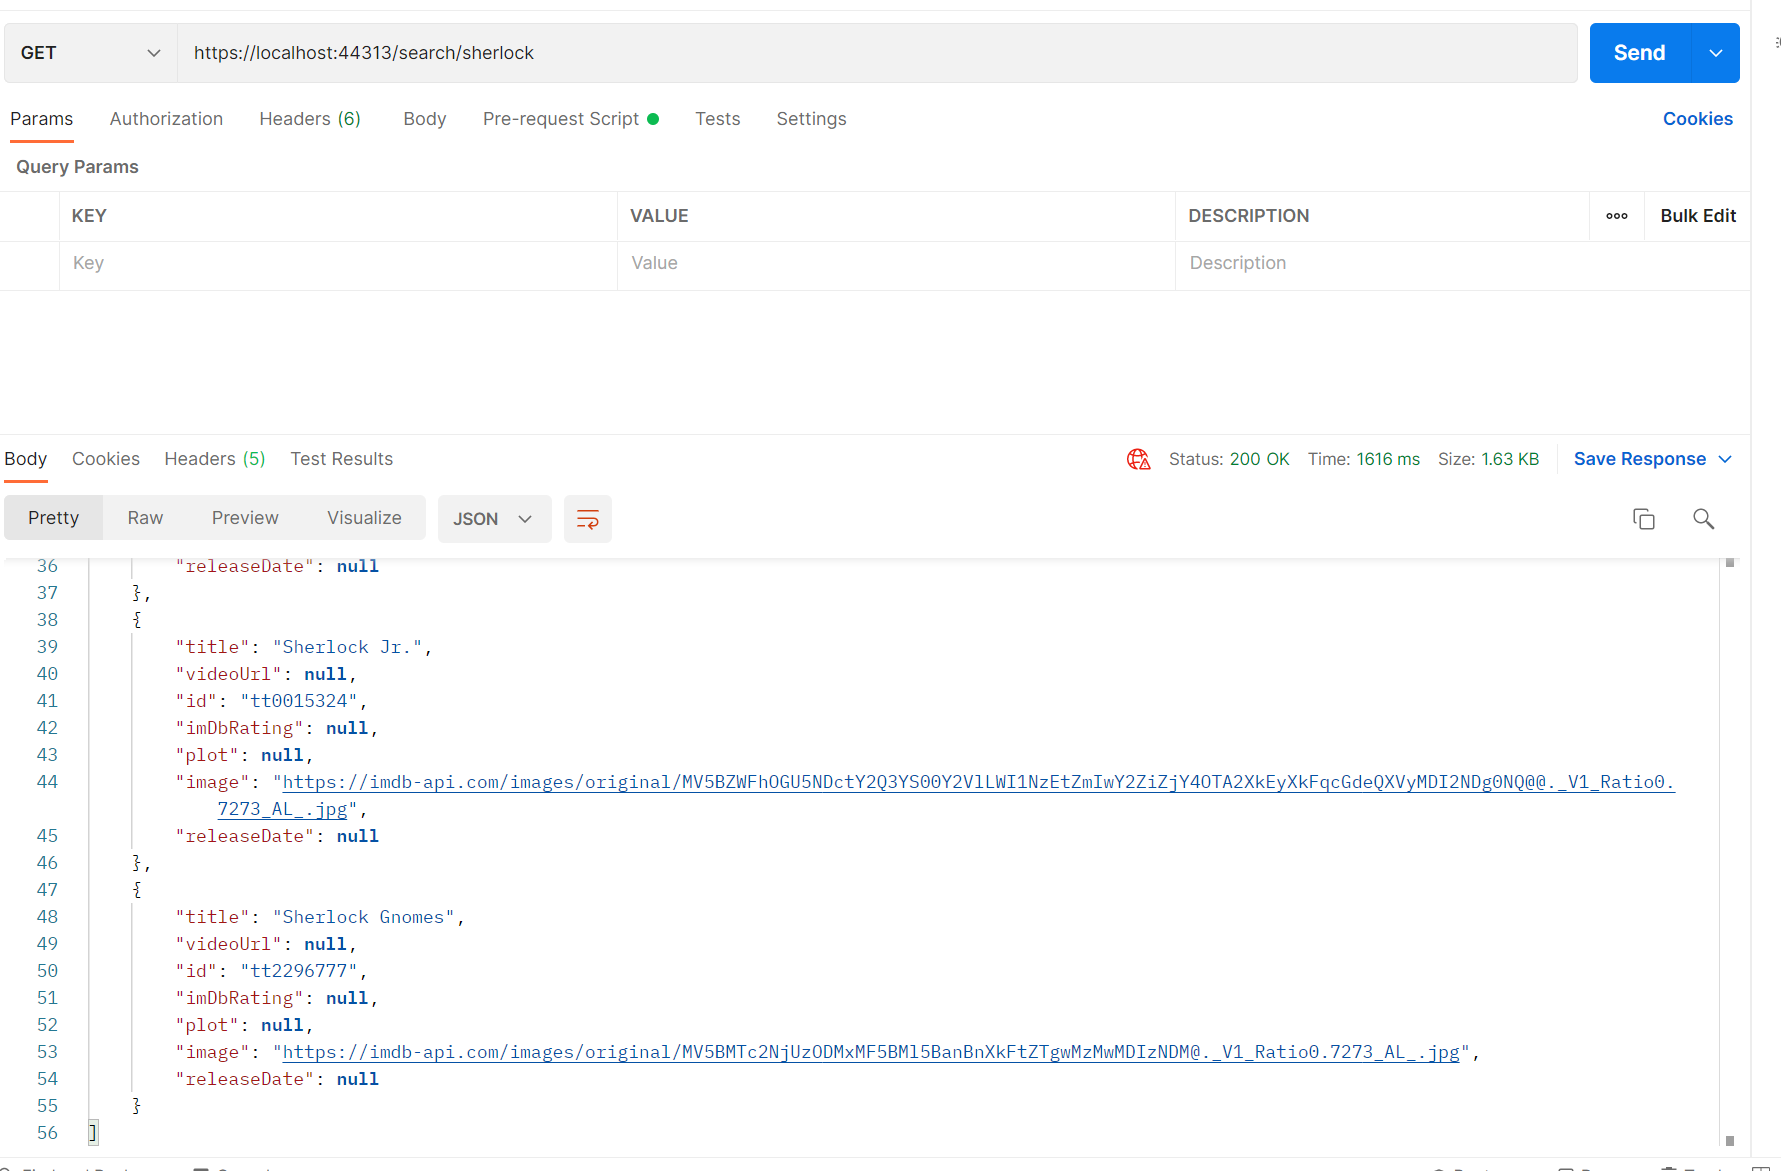 GET https://localhost:44313/search/sherlock Send
Params Authorization Headers (6) Body Pre-request Script Tests Settings Cookies
Query Params
KEY VALUE DESCRIPTION Bulk Edit
Key Value Description
Body Cookies Headers (5) Test Results Status: 200 OK Time: 1616 ms Size: 1.63 KB Save Response
Pretty Raw Preview Visualize JSON
36 "releaseDate": null
37 },
38 {
39 "title": "Sherlock Jr.",
40 "videoUrl": null,
41 "id": "tt0015324",
42 "imDbRating": null,
43 "plot": null,
44 "image": "https://imdb-api.com/images/original/MV5BZWFhOGU5NDctY2Q3YS00Y2VlLWI1NzEtZmIwY2ZiZjY4OTA2XkEyXkFqcGdeQXVyMDI2NDg0NQ@@._V1_Ratio0.
7273_AL_.jpg",
45 "releaseDate": null
46 },
47 {
48 "title": "Sherlock Gnomes",
49 "videoUrl": null,
50 "id": "tt2296777",
51 "imDbRating": null,
52 "plot": null,
53 "image": "https://imdb-api.com/images/original/MV5BMTc2NjUzODMxMF5BMl5BanBnXkFtZTgwMzMwMDIzNDM@._V1_Ratio0.7273_AL_.jpg",
54 "releaseDate": null
55 }
56 ]